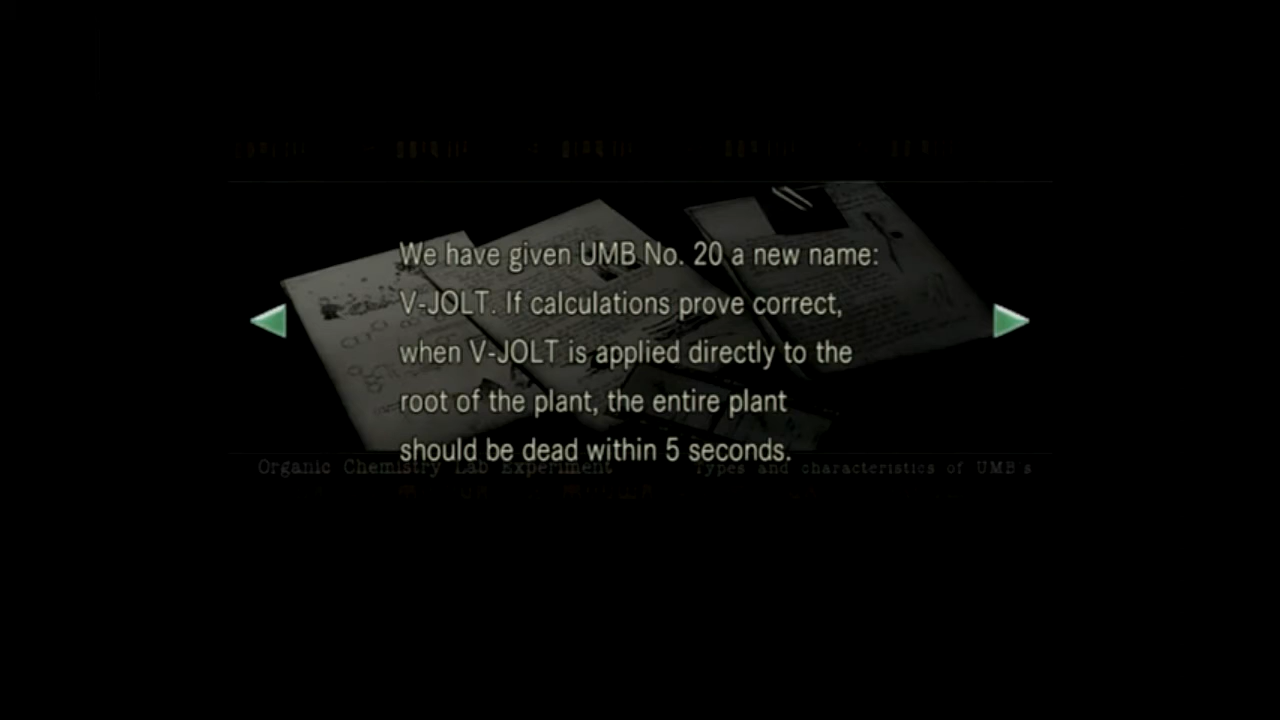 We have given UMB No. 20 a new name:
V-JOLT. If calculations prove correct,
when V-JOLT is applied directly to the
root of the plant, the entire plant
should be dead within 5 seconds.
Organic Chemistry Lab Experiment Types and characteristics of UMB s